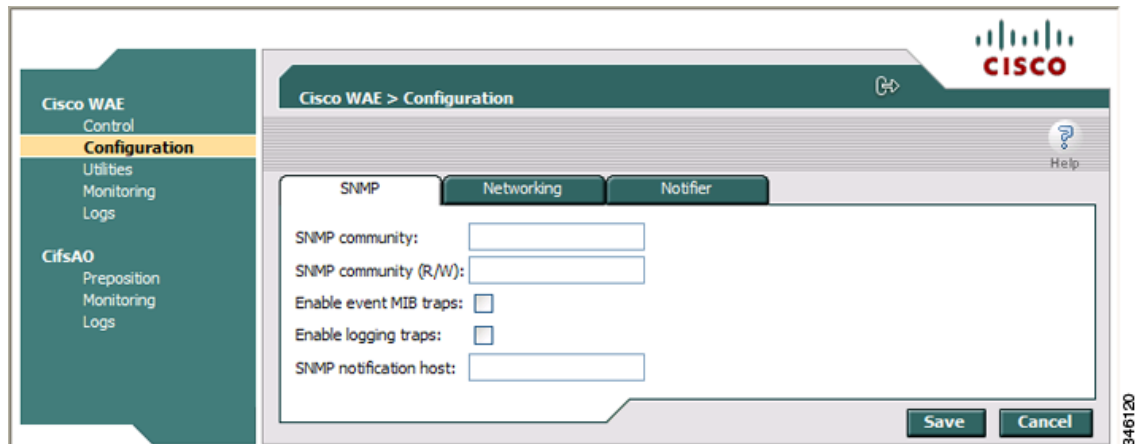 CISCO
Cisco WAE
Control
Configuration
Utilities
Monitoring
Logs
CifsAO
Preposition
Monitoring
Logs
Cisco WAE > Configuration
Help
SNMP
Networking
Notifier
SNMP community:
SNMP community (R/W):
Enable event MIB traps:
Enable logging traps:
SNMP notification host:
Save
Cancel
346120